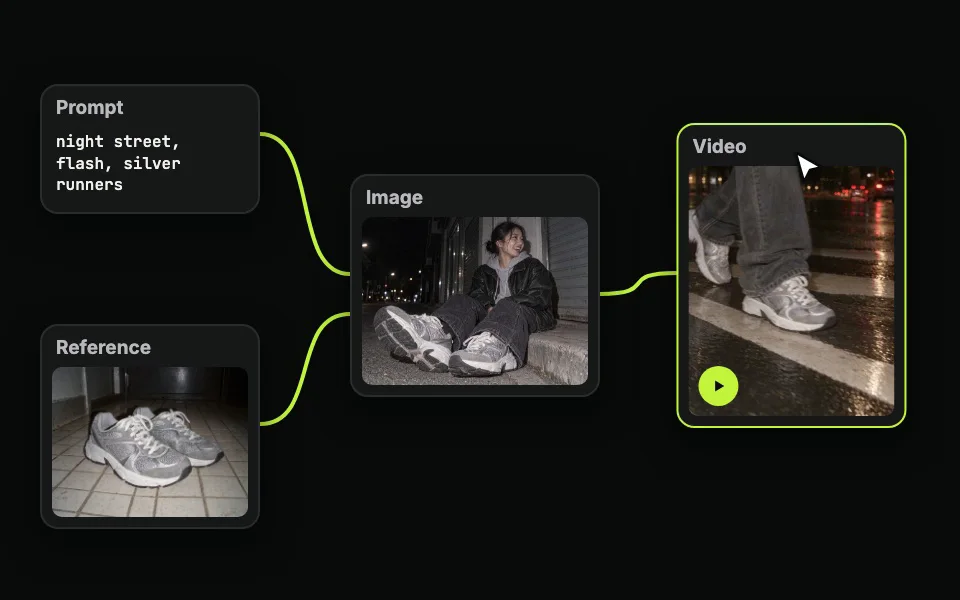 Prompt
night street,
flash, silver
runners
Reference
Image
Video